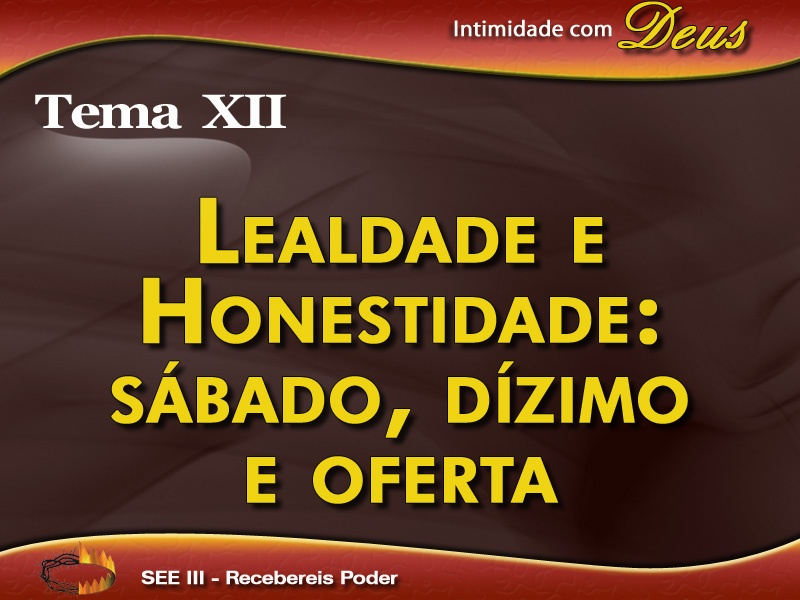 Intimidade com Deus
Tema XII
Lealdade e
Honestidade:
sábado, dízimo
e oferta
SEE III - Recebereis Poder